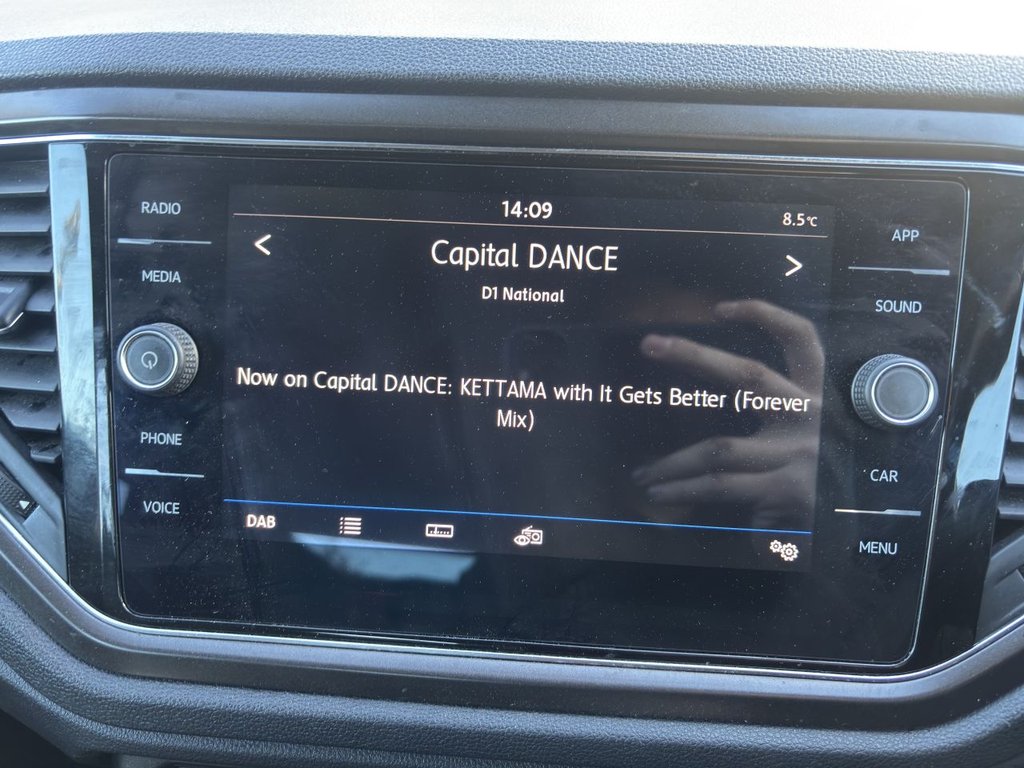 RADIO
MEDIA
PHONE
VOICE
14:09
8.5°C
Capital DANCE
D1 National
Now on Capital DANCE: KETTAMA with It Gets Better (Forever
Mix)
DAB
APP
SOUND
CAR
MENU